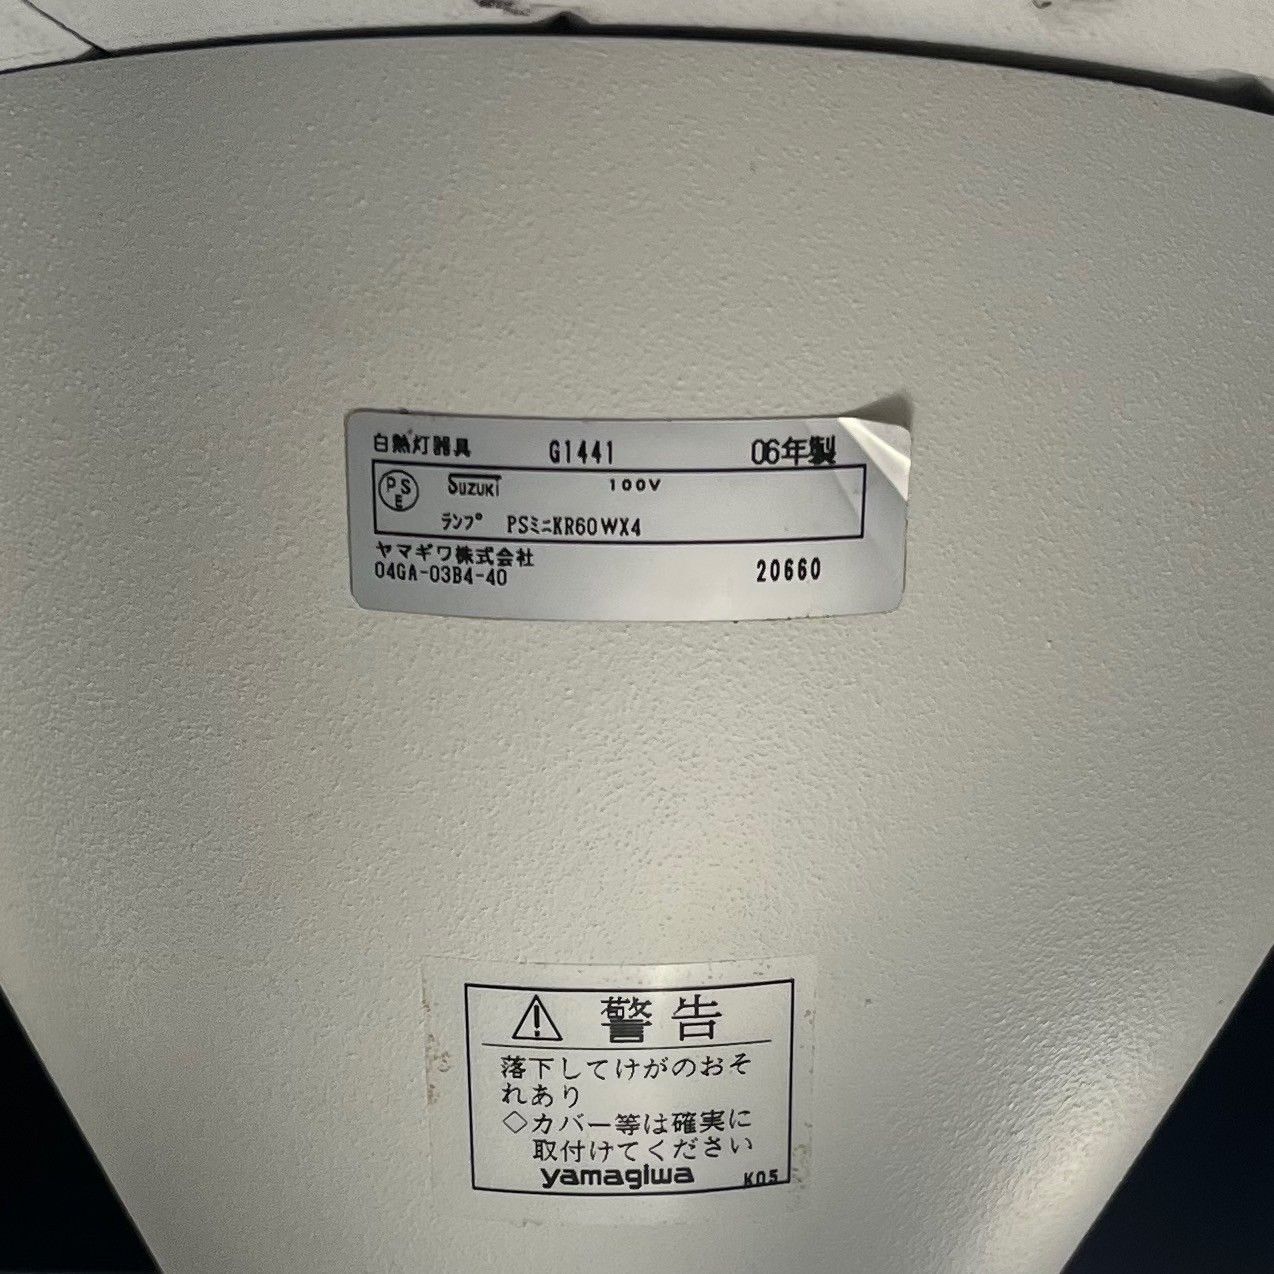 白熱灯器具 G1441 06年製
PSE SUZUKI 100V
ランプ PSミニKR60WX4
ヤマギワ株式会社
04GA-03B4-40 20660
警告
落下してけがのおそ
れあり
◇カバー等は確実に
取付けてください
yamagiwa K05